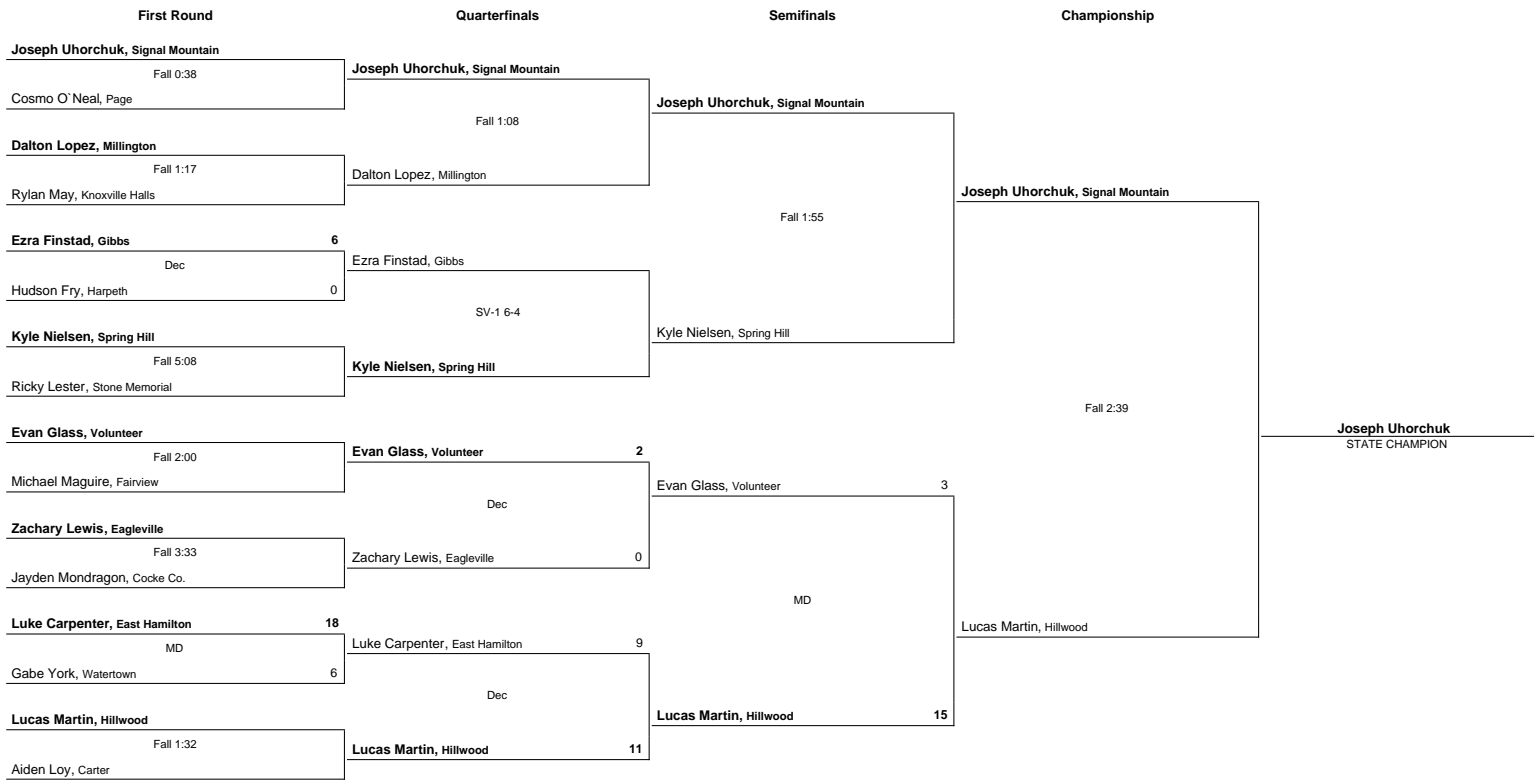 First Round
Quarterfinals
Semifinals
Championship
Joseph Uhorchuk, Signal Mountain
Fall 0:38
Cosmo O`Neal, Page
Dalton Lopez, Millington
Fall 1:17
Rylan May, Knoxville Halls
Ezra Finstad, Gibbs 6
Dec
Hudson Fry, Harpeth 0
Kyle Nielsen, Spring Hill
Fall 5:08
Ricky Lester, Stone Memorial
Evan Glass, Volunteer
Fall 2:00
Michael Maguire, Fairview
Zachary Lewis, Eagleville
Fall 3:33
Jayden Mondragon, Cocke Co.
Luke Carpenter, East Hamilton 18
MD
Gabe York, Watertown 6
Lucas Martin, Hillwood
Fall 1:32
Aiden Loy, Carter
Joseph Uhorchuk, Signal Mountain
Fall 1:08
Dalton Lopez, Millington
Ezra Finstad, Gibbs
SV-1 6-4
Kyle Nielsen, Spring Hill
Evan Glass, Volunteer 2
Dec
Zachary Lewis, Eagleville 0
Luke Carpenter, East Hamilton 9
Dec
Lucas Martin, Hillwood 11
Joseph Uhorchuk, Signal Mountain
Fall 1:55
Kyle Nielsen, Spring Hill
Evan Glass, Volunteer 3
MD
Lucas Martin, Hillwood 15
Joseph Uhorchuk, Signal Mountain
Fall 2:39
Lucas Martin, Hillwood
Joseph Uhorchuk
STATE CHAMPION